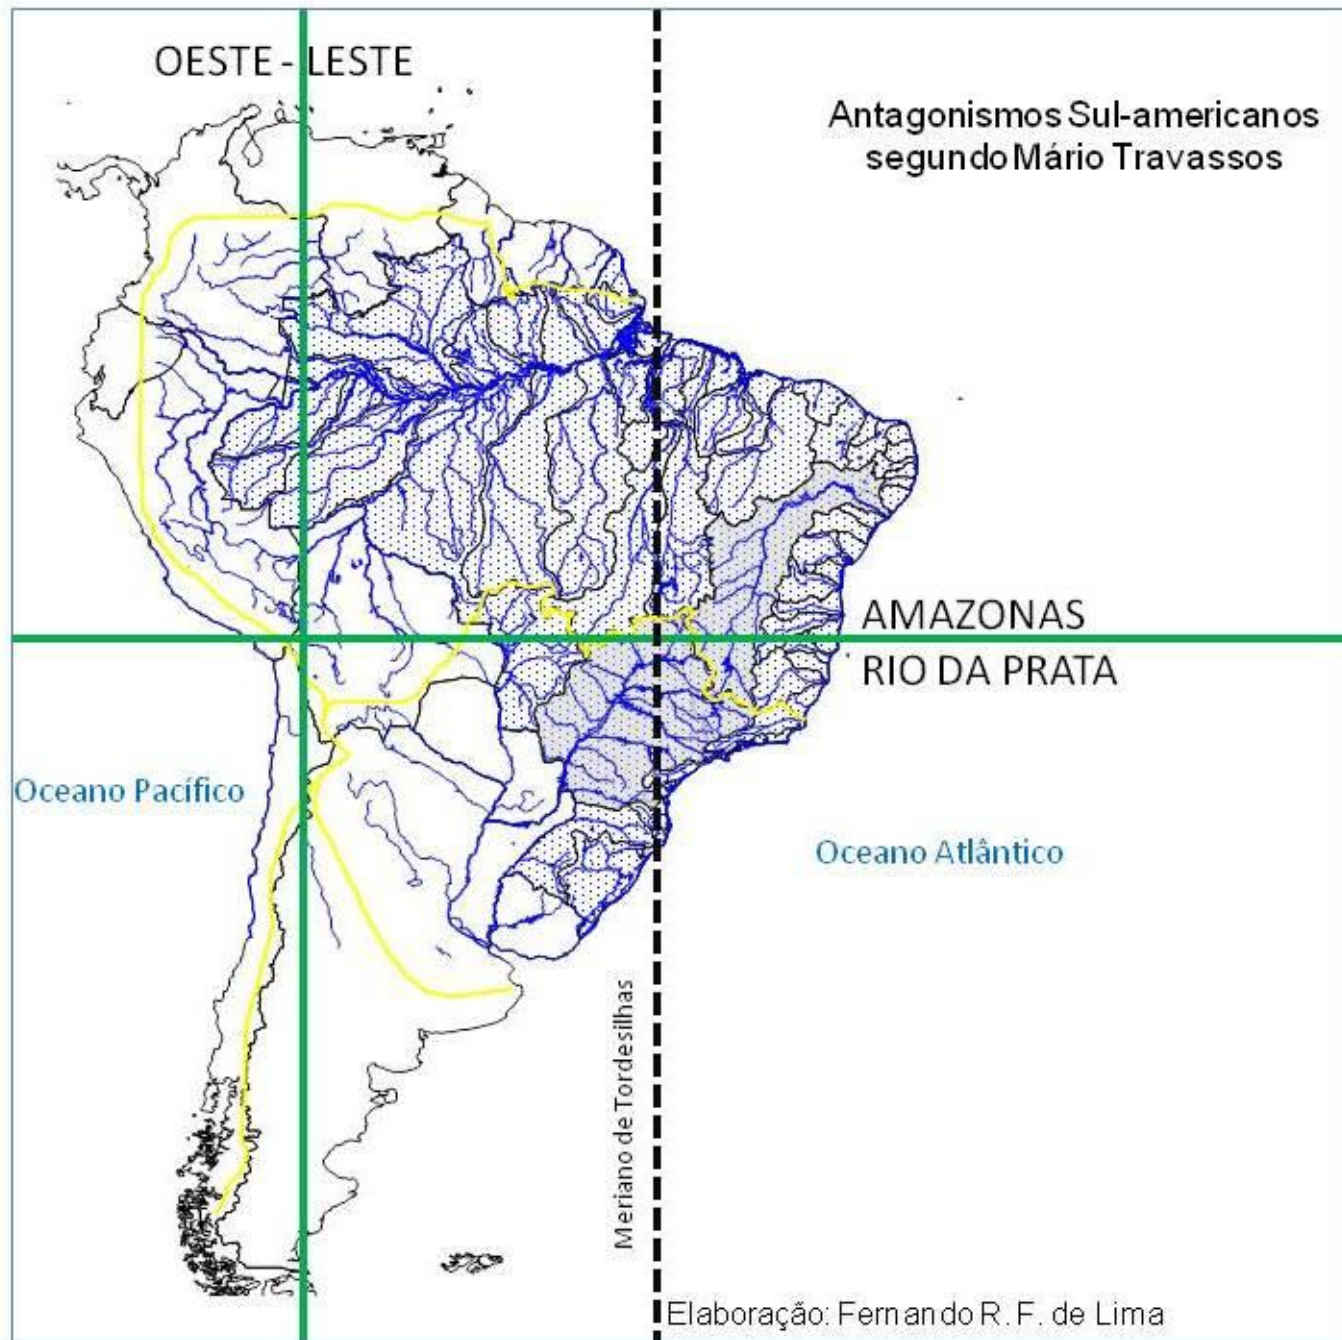 OESTE - LESTE
Antagonismos Sul-americanos
segundo Mário Travassos
AMAZONAS
RIO DA PRATA
Oceano Pacífico
Oceano Atlântico
Meriano de Tordesilhas
Elaboração: Fernando R. F. de Lima